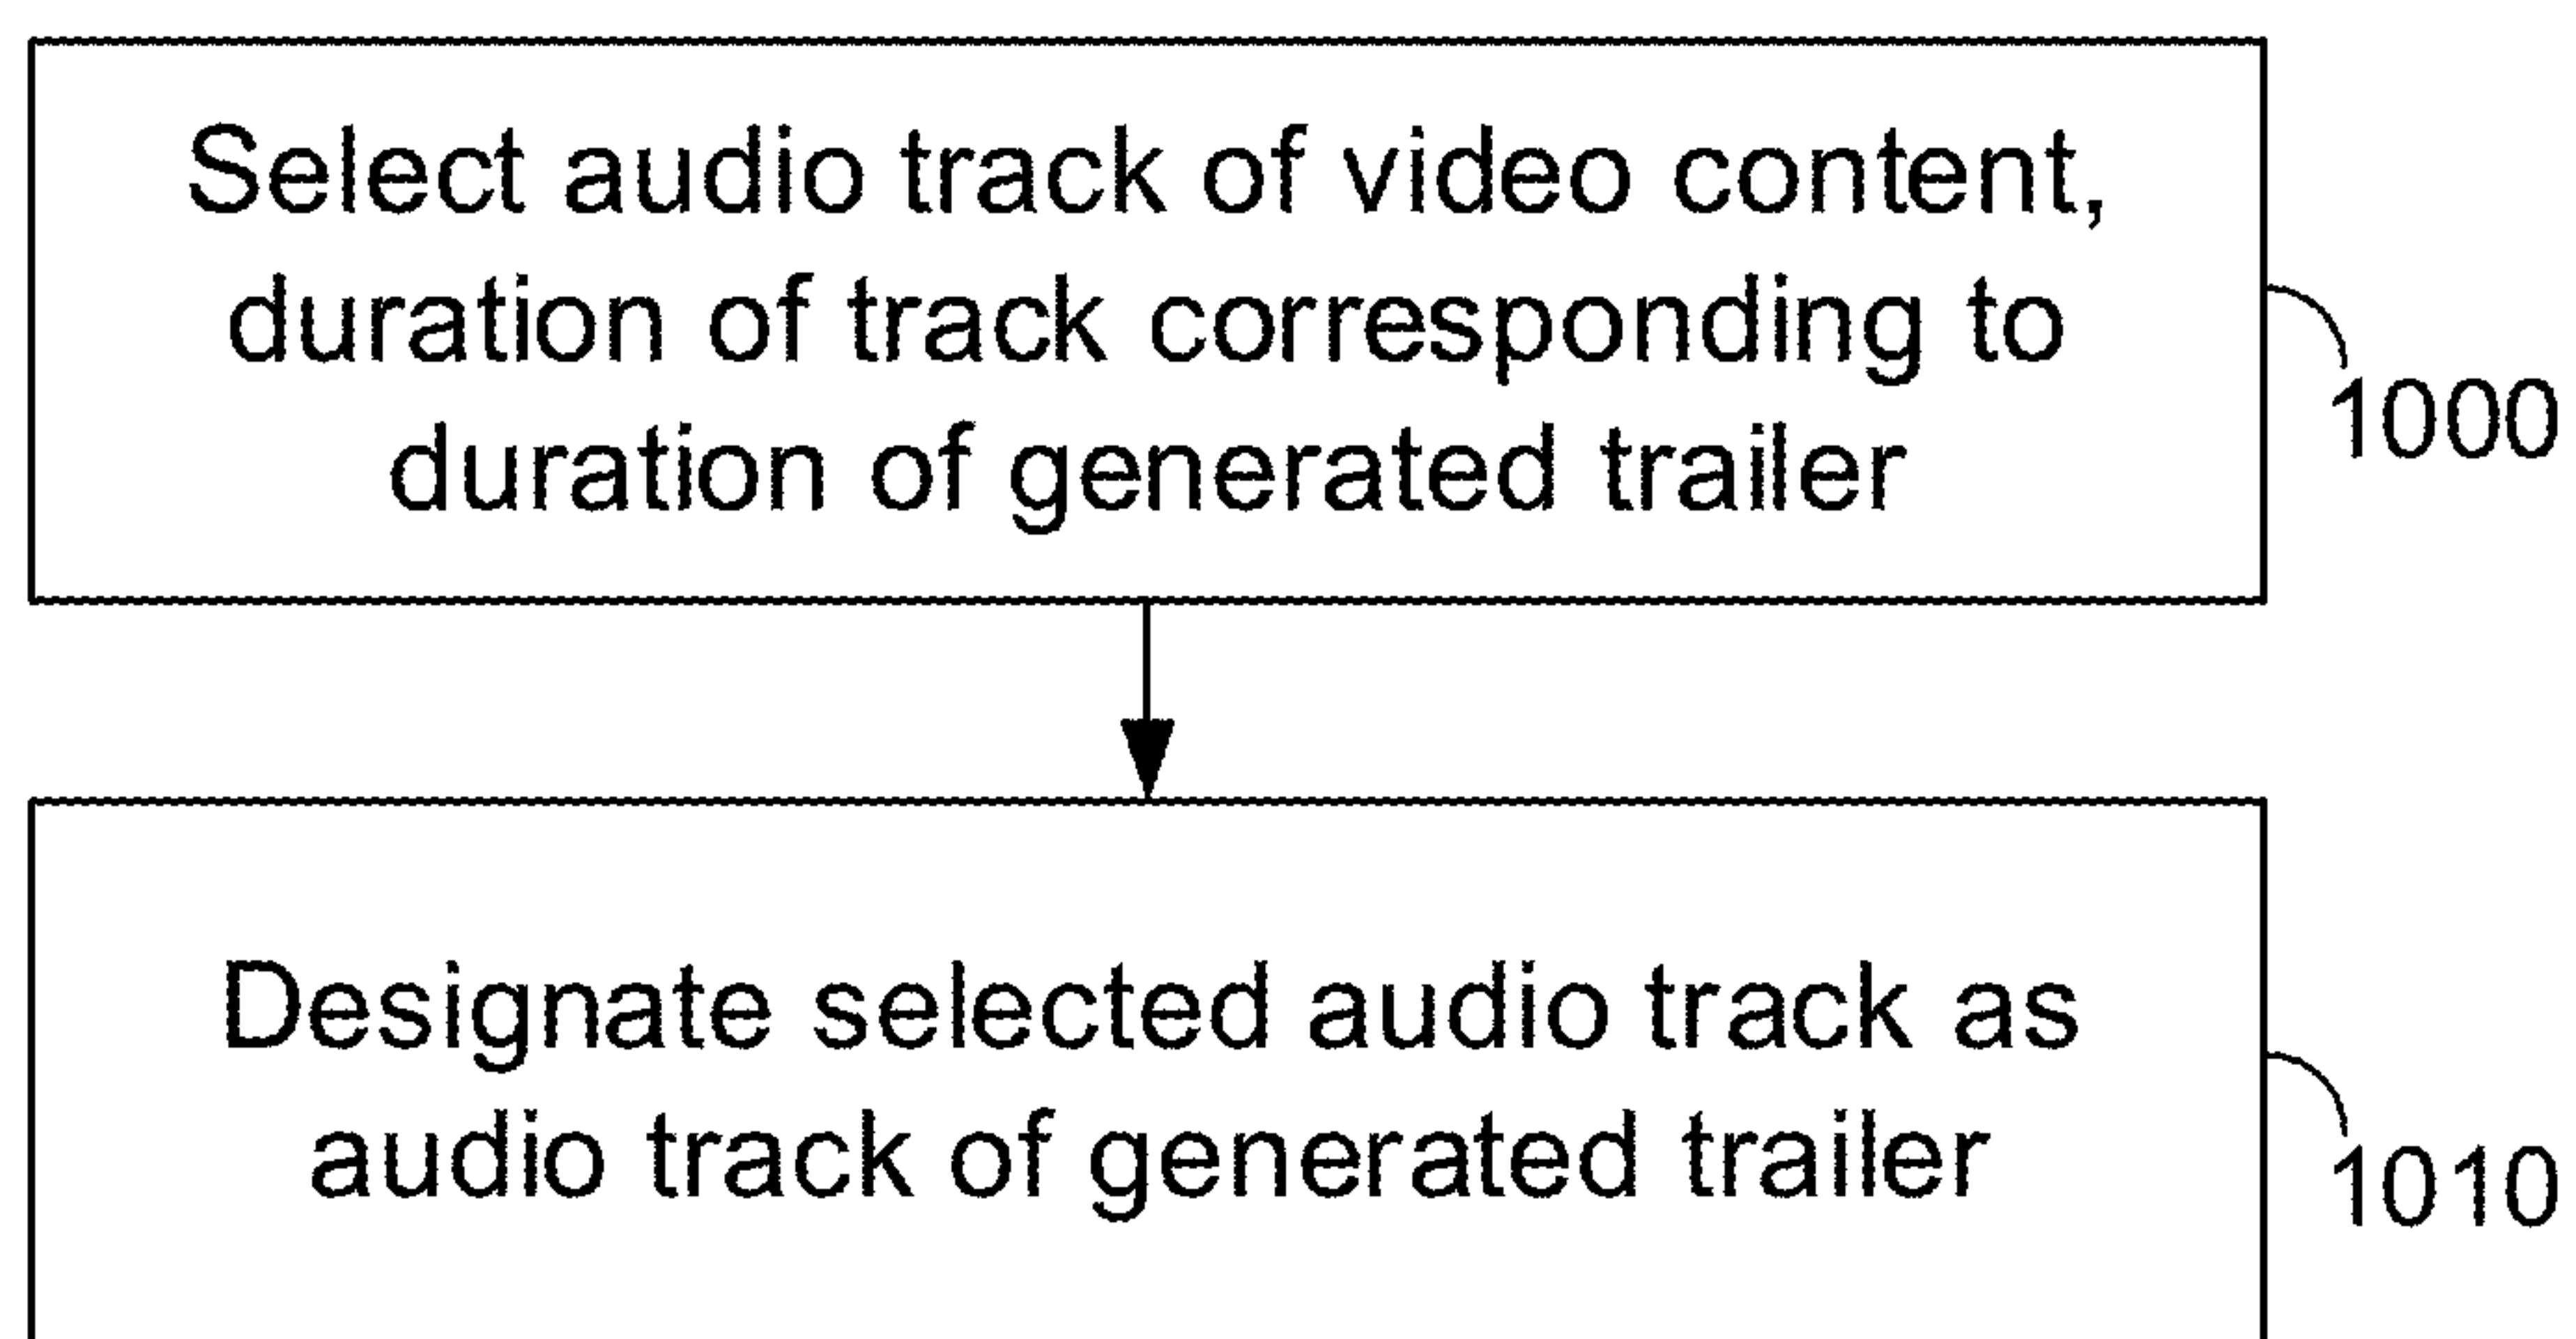 Select audio track of video content,
duration of track corresponding to
duration of generated trailer
1000
Designate selected audio track as
audio track of generated trailer
1010